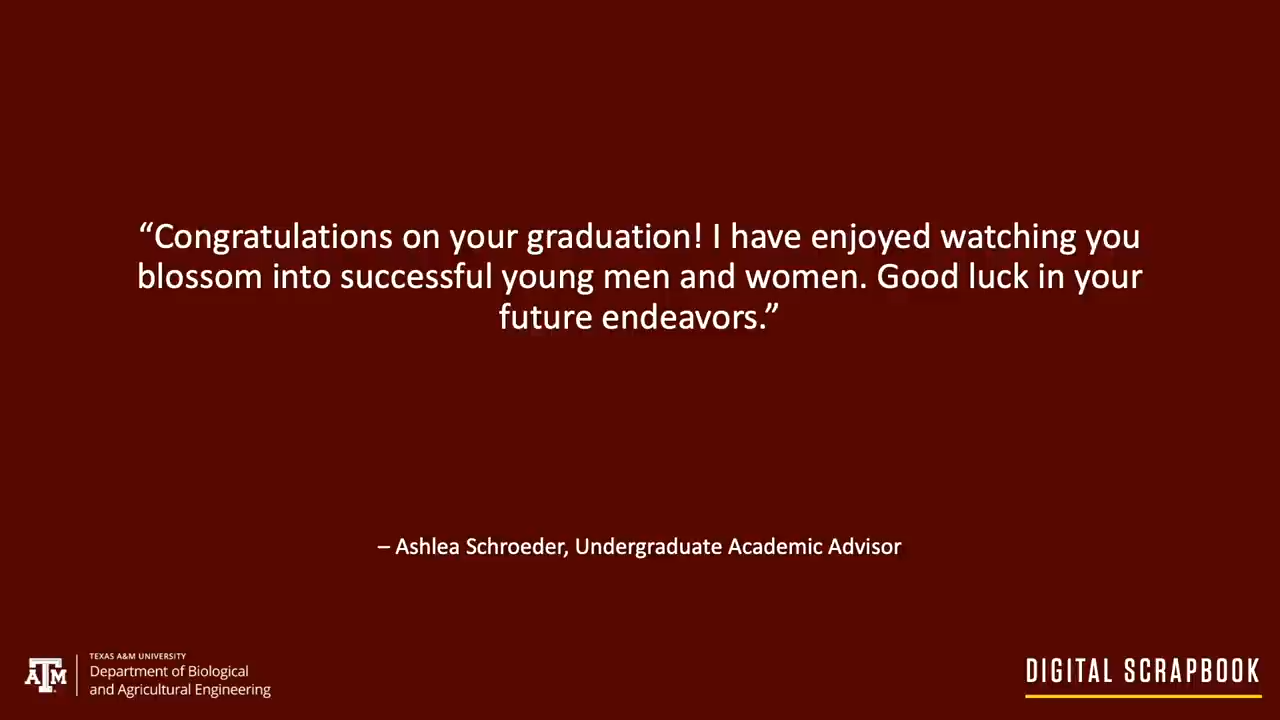 “Congratulations on your graduation! I have enjoyed watching you
blossom into successful young men and women. Good luck in your
future endeavors.”
– Ashlea Schroeder, Undergraduate Academic Advisor
ATM
TEXAS A&M UNIVERSITY
Department of Biological
and Agricultural Engineering
DIGITAL SCRAPBOOK